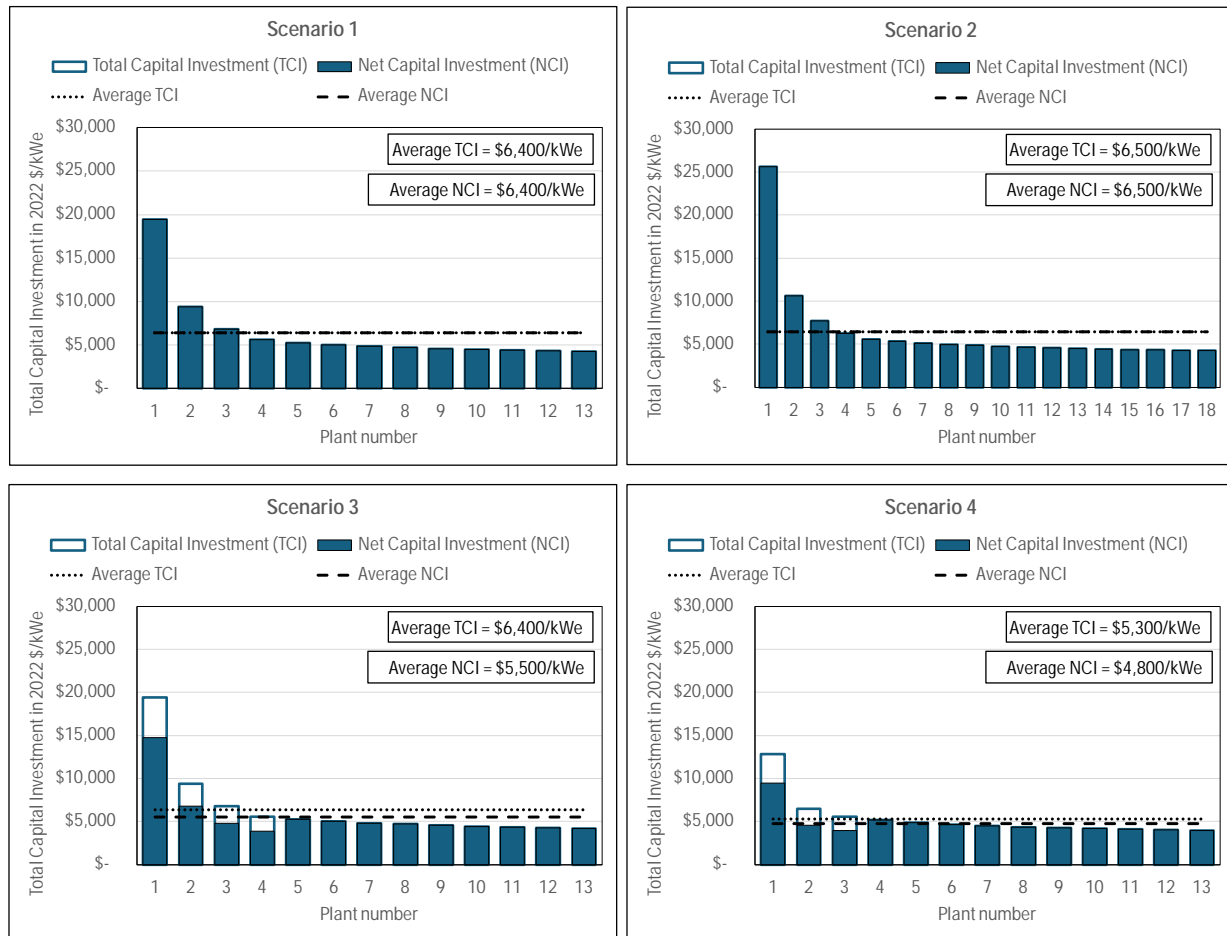 Scenario 1
Total Capital Investment (TCI) Net Capital Investment (NCI)
Average TCI Average NCI
Total Capital Investment in 2022 $/kWe
$30,000
$25,000
$20,000
$15,000
$10,000
$5,000
$-
Average TCI = $6,400/kWe
Average NCI = $6,400/kWe
1 2 3 4 5 6 7 8 9 10 11 12 13
Plant number
Scenario 2
Total Capital Investment (TCI) Net Capital Investment (NCI)
Average TCI Average NCI
Total Capital Investment in 2022 $/kWe
$30,000
$25,000
$20,000
$15,000
$10,000
$5,000
$-
Average TCI = $6,500/kWe
Average NCI = $6,500/kWe
1 2 3 4 5 6 7 8 9 10 11 12 13 14 15 16 17 18
Plant number
Scenario 3
Total Capital Investment (TCI) Net Capital Investment (NCI)
Average TCI Average NCI
Total Capital Investment in 2022 $/kWe
$30,000
$25,000
$20,000
$15,000
$10,000
$5,000
$-
Average TCI = $6,400/kWe
Average NCI = $5,500/kWe
1 2 3 4 5 6 7 8 9 10 11 12 13
Plant number
Scenario 4
Total Capital Investment (TCI) Net Capital Investment (NCI)
Average TCI Average NCI
Total Capital Investment in 2022 $/kWe
$30,000
$25,000
$20,000
$15,000
$10,000
$5,000
$-
Average TCI = $5,300/kWe
Average NCI = $4,800/kWe
1 2 3 4 5 6 7 8 9 10 11 12 13
Plant number